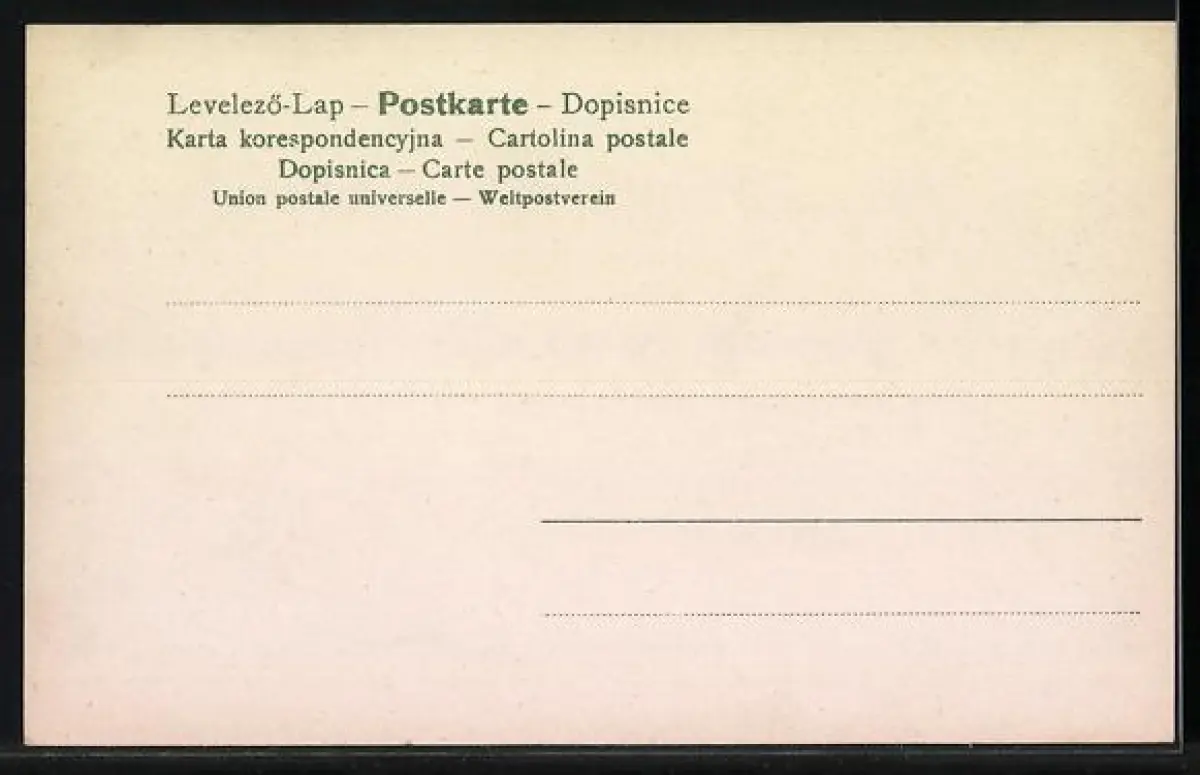 Levelező-Lap – Postkarte – Dopisnice
Karta korespondencyjna – Cartolina postale
Dopisnica – Carte postale
Union postale universelle — Weltpostverein